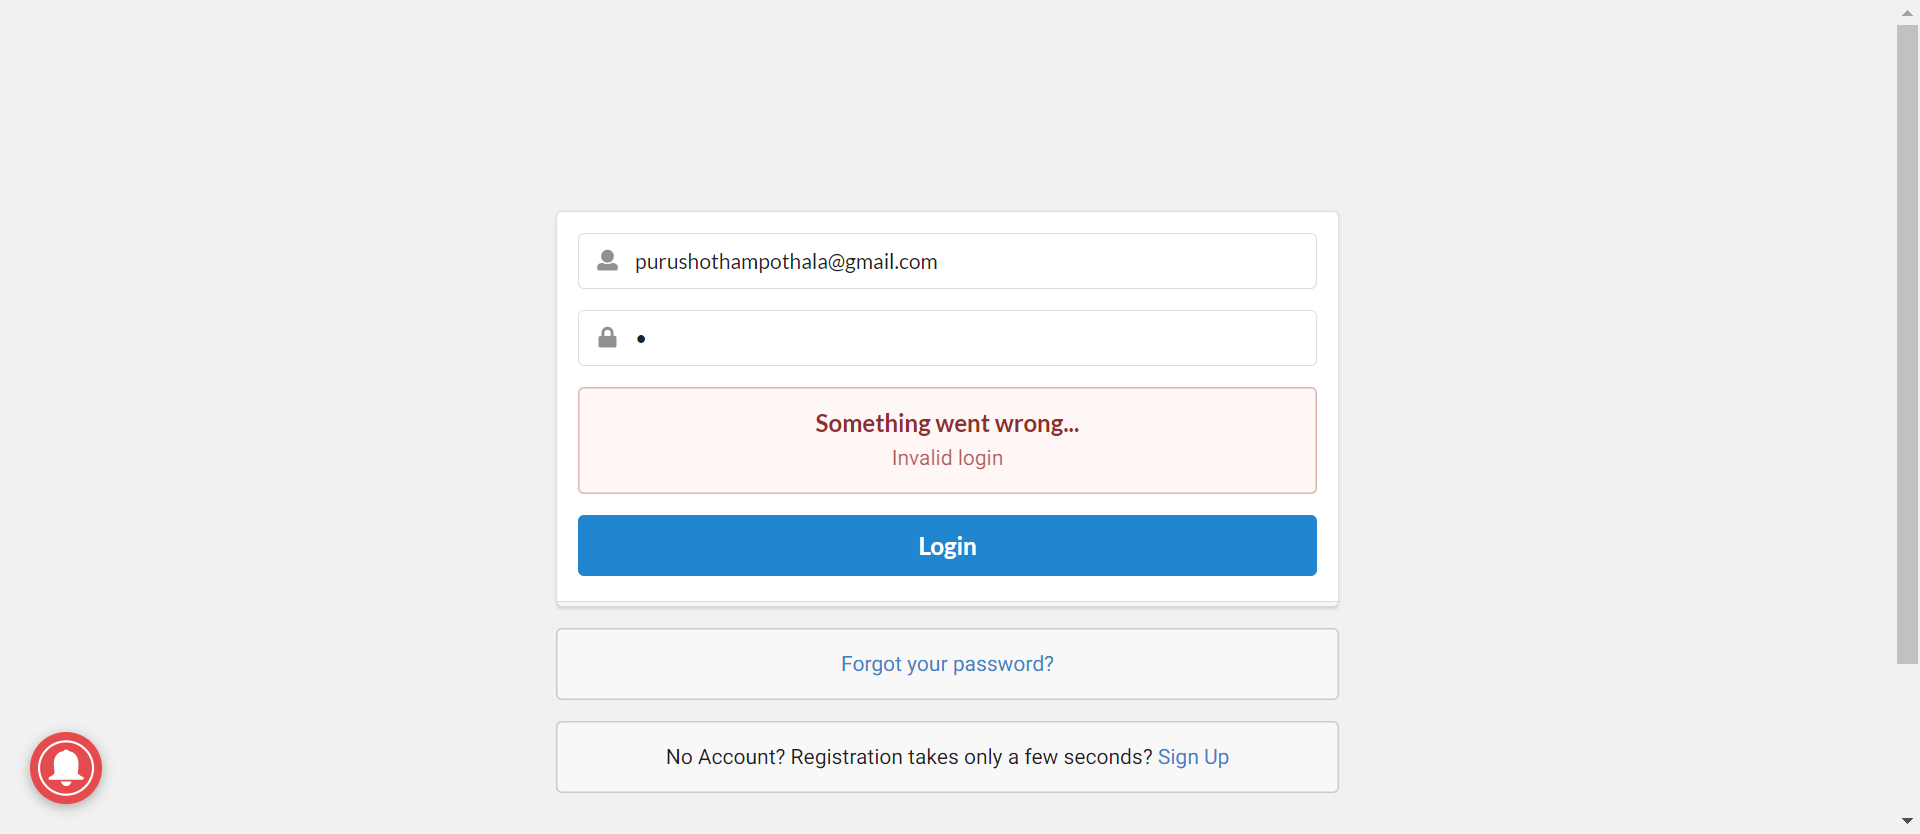 purushothampothala@gmail.com
•
Something went wrong...
Invalid login
Login
Forgot your password?
No Account? Registration takes only a few seconds? Sign Up